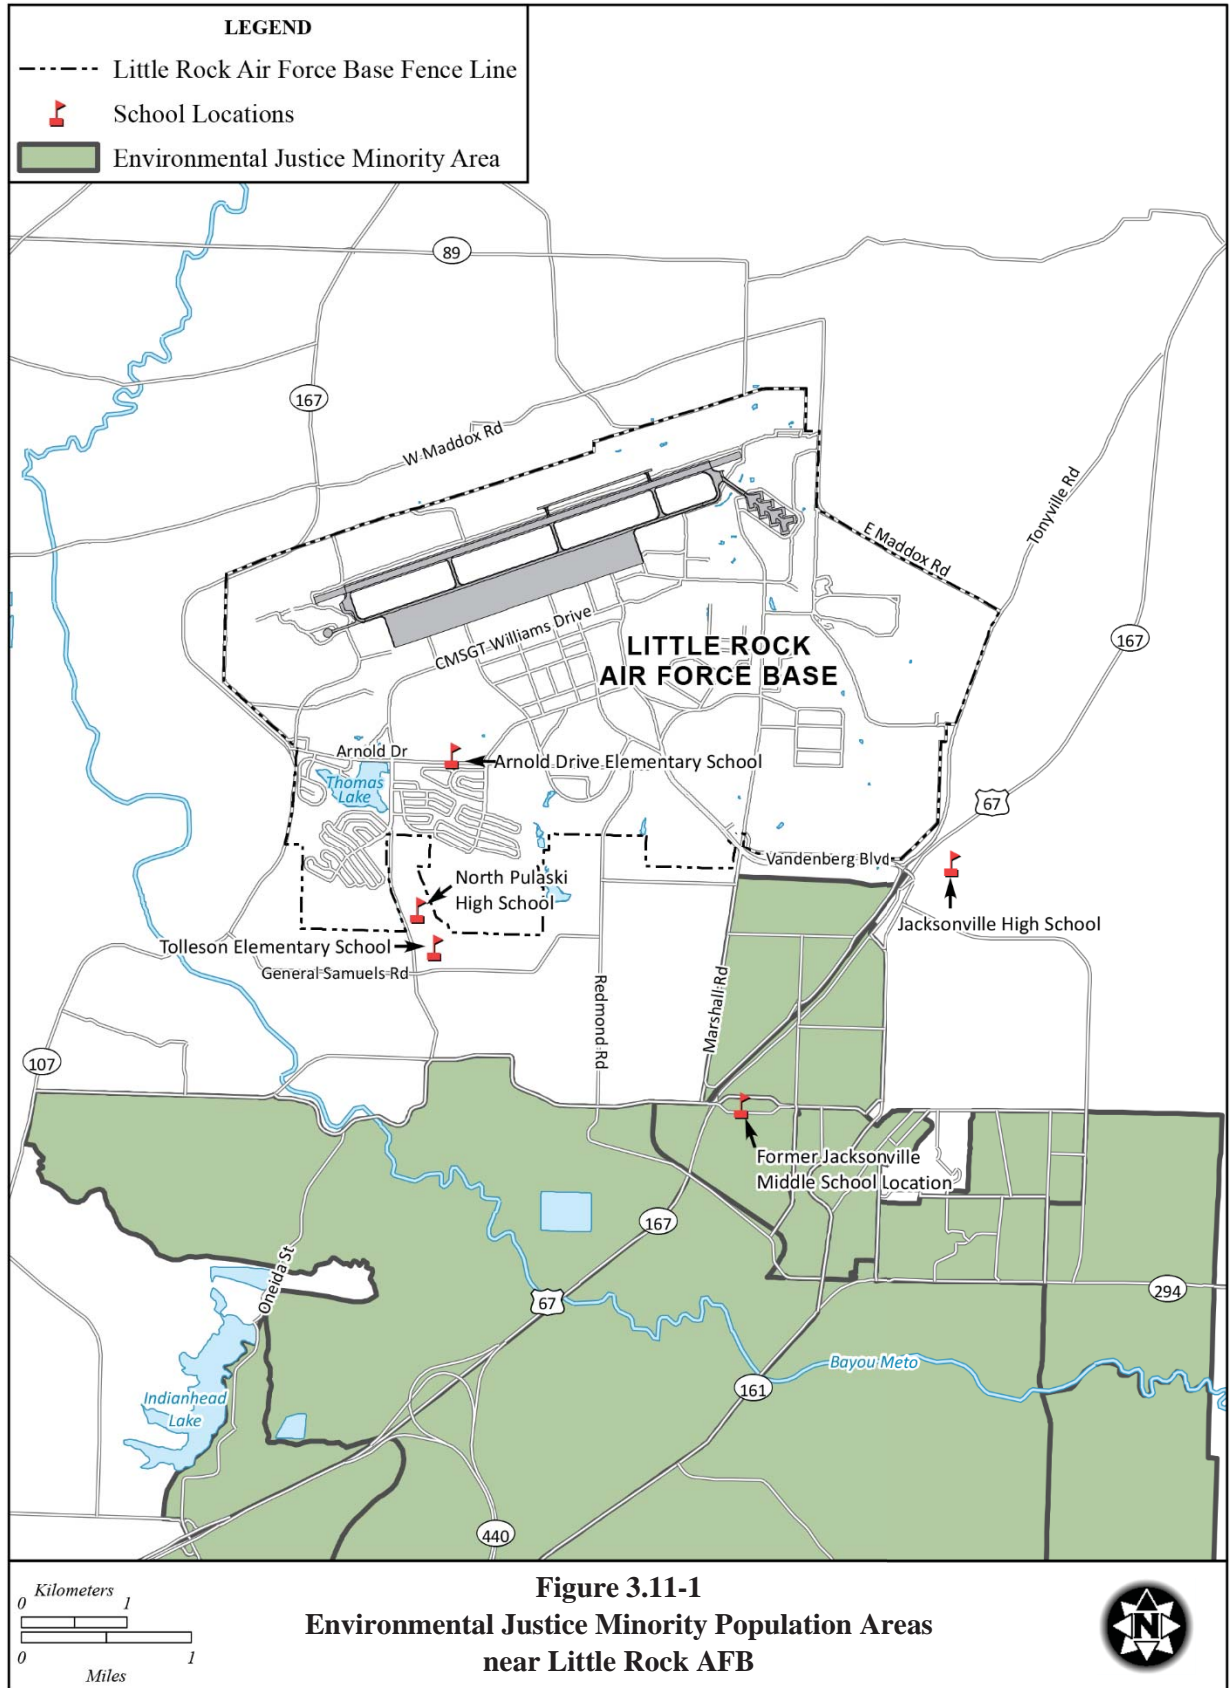 LEGEND
Little Rock Air Force Base Fence Line
School Locations
Environmental Justice Minority Area
89
167
W Maddox Rd
Tonyville Rd
E Maddox Rd
CMSGT Williams Drive
LITTLE ROCK
AIR FORCE BASE
167
Arnold Dr
Arnold Drive Elementary School
Thomas
Lake
67
Vandenberg Blvd
North Pulaski
High School
Jacksonville High School
Tolleson Elementary School
General Samuels Rd
Redmond Rd
Marshall Rd
107
Former Jacksonville
Middle School Location
167
Oneida St
67
294
Bayou Meto
161
Indianhead
Lake
440
Kilometers
0 1
0 1
Miles
Figure 3.11-1
Environmental Justice Minority Population Areas
near Little Rock AFB
N